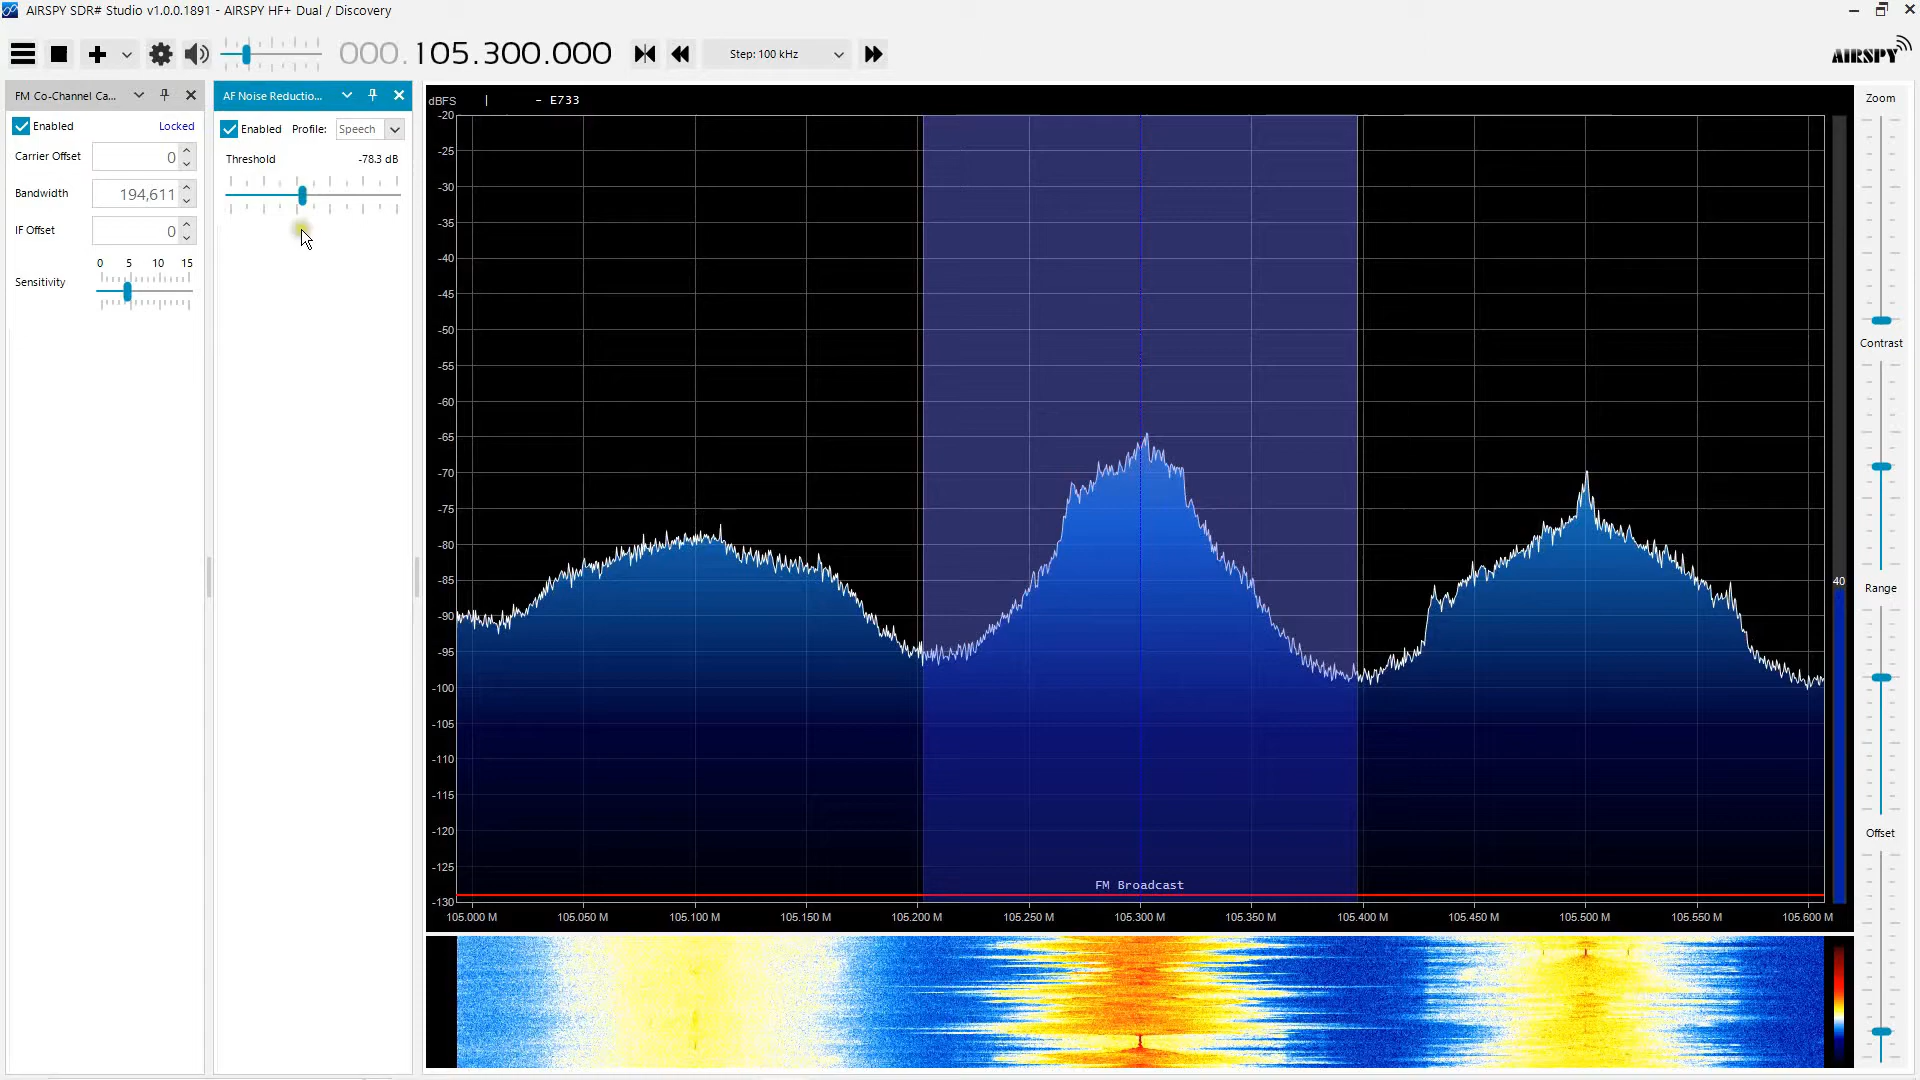 AIRSPY SDR# Studio v1.0.0.1891 - AIRSPY HF+ Dual / Discovery
000.105.300.000
Step: 100 kHz
AIRSPY
FM Co-Channel Ca...
Enabled
Locked
Carrier Offset
0
Bandwidth
194,611
IF Offset
0
0 5 10 15
Sensitivity
AF Noise Reductio...
Enabled Profile: Speech
Threshold
-78.3 dB
dBFS | - E733
-20
-25
-30
-35
-40
-45
-50
-55
-60
-65
-70
-75
-80
-85
-90
-95
-100
-105
-110
-115
-120
-125
-130
FM Broadcast
105.000 M 105.050 M 105.100 M 105.150 M 105.200 M 105.250 M 105.300 M 105.350 M 105.400 M 105.450 M 105.500 M 105.550 M 105.600 M
40
Zoom
Contrast
Range
Offset